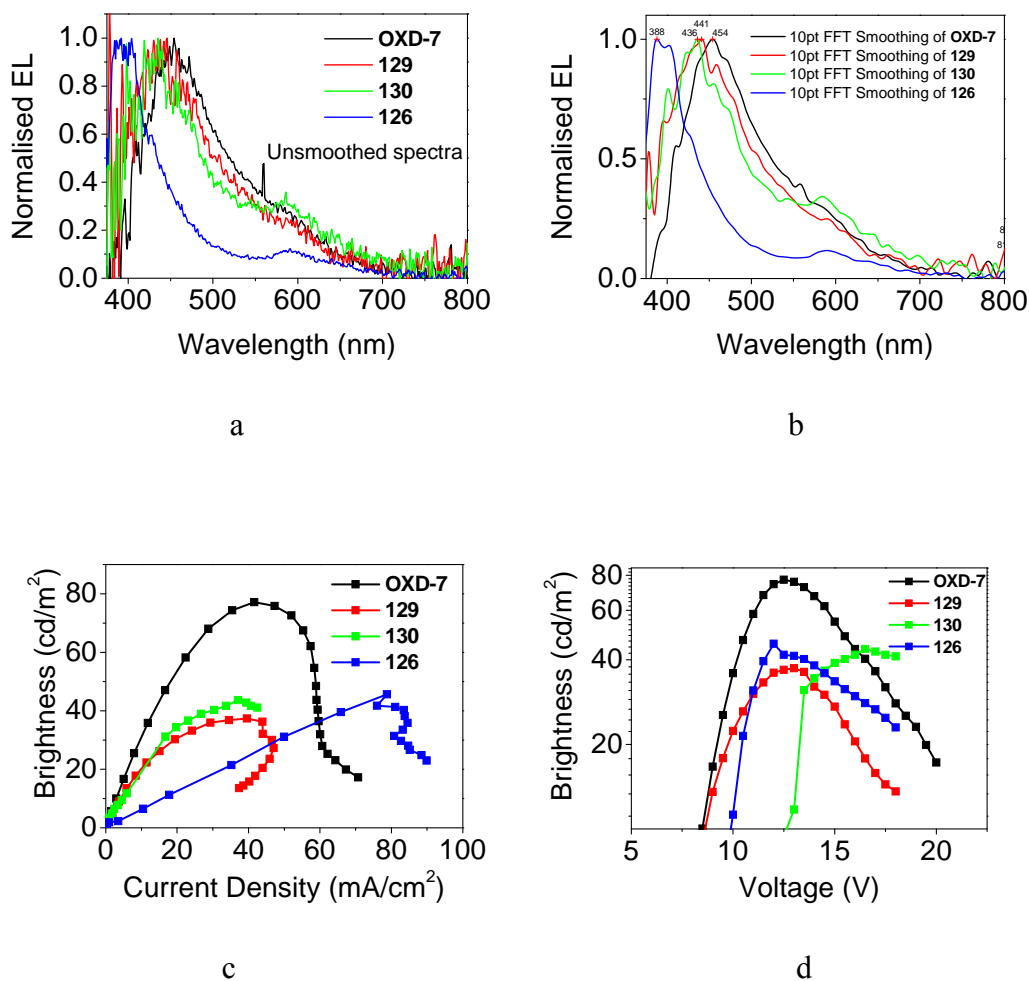 Normalised EL
1.0
0.8
0.6
0.4
0.2
0.0
400
500
600
700
800
Wavelength (nm)
OXD-7
129
130
126
Unsmoothed spectra
a
Normalised EL
1.0
0.5
0.0
400
500
600
700
800
Wavelength (nm)
388
436
441
454
10pt FFT Smoothing of OXD-7
10pt FFT Smoothing of 129
10pt FFT Smoothing of 130
10pt FFT Smoothing of 126
8
b
Brightness (cd/m²)
80
60
40
20
0
0
20
40
60
80
100
Current Density (mA/cm²)
OXD-7
129
130
126
c
Brightness (cd/m²)
80
60
40
20
5
10
15
20
Voltage (V)
OXD-7
129
130
126
d